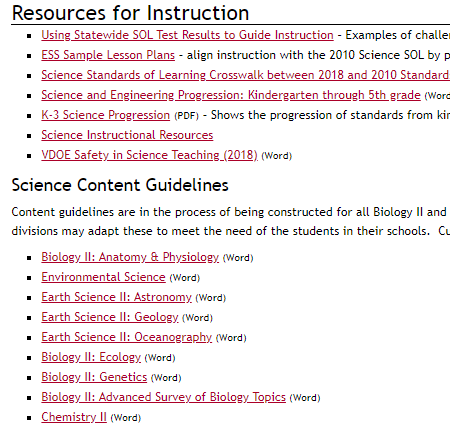 Resources for Instruction
Using Statewide SOL Test Results to Guide Instruction - Examples of challe
ESS Sample Lesson Plans - align instruction with the 2010 Science SOL by p
Science Standards of Learning Crosswalk between 2018 and 2010 Standard
Science and Engineering Progression: Kindergarten through 5th grade (Word
K-3 Science Progression (PDF) - Shows the progression of standards from kin
Science Instructional Resources
VDOE Safety in Science Teaching (2018) (Word)
Science Content Guidelines
Content guidelines are in the process of being constructed for all Biology II and
divisions may adapt these to meet the need of the students in their schools. Cu
Biology II: Anatomy & Physiology (Word)
Environmental Science (Word)
Earth Science II: Astronomy (Word)
Earth Science II: Geology (Word)
Earth Science II: Oceanography (Word)
Biology II: Ecology (Word)
Biology II: Genetics (Word)
Biology II: Advanced Survey of Biology Topics (Word)
Chemistry II (Word)